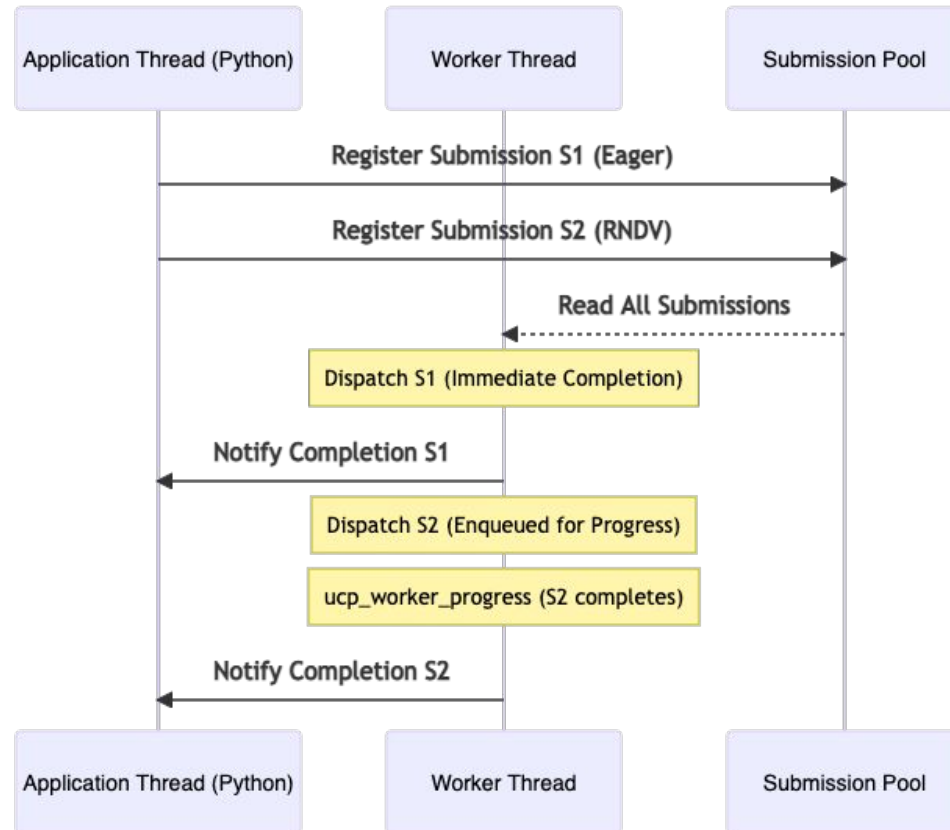 Application Thread (Python)
Worker Thread
Submission Pool
Register Submission S1 (Eager)
Register Submission S2 (RNDV)
Read All Submissions
Dispatch S1 (Immediate Completion)
Notify Completion S1
Dispatch S2 (Enqueued for Progress)
ucp_worker_progress (S2 completes)
Notify Completion S2
Application Thread (Python)
Worker Thread
Submission Pool